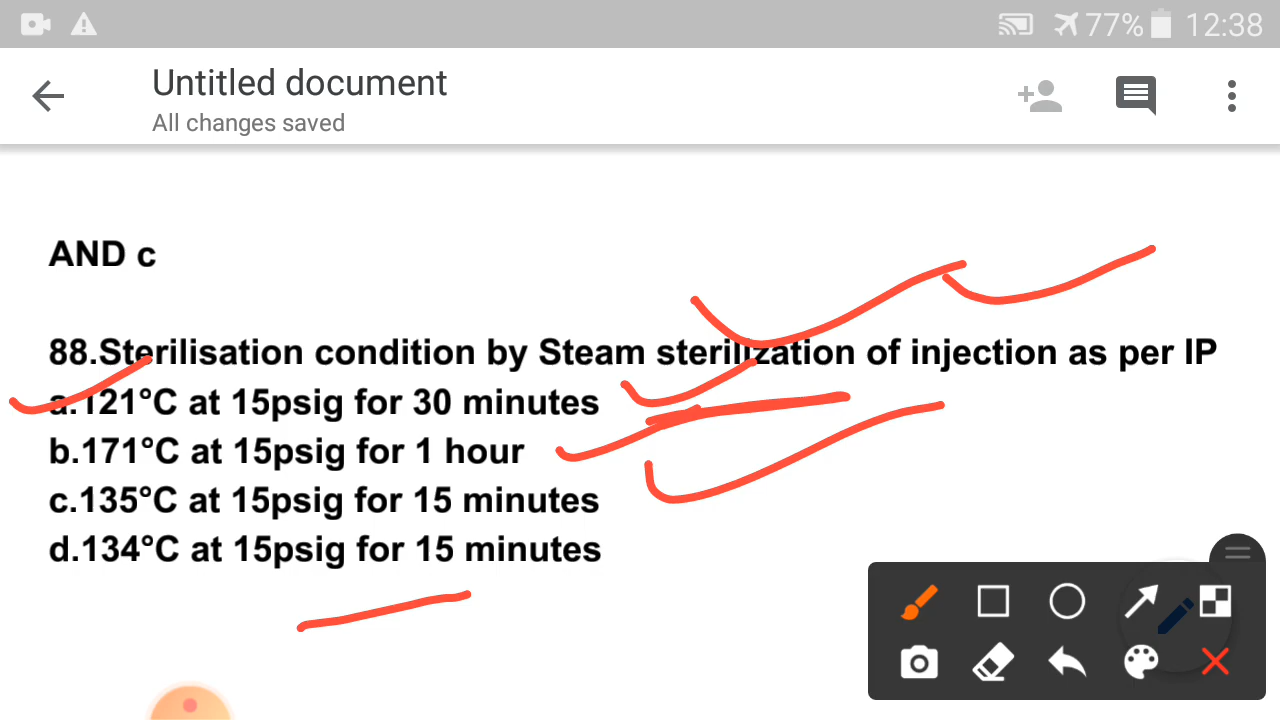 77% 12:38
Untitled document
All changes saved
AND c
88.Sterilisation condition by Steam sterilization of injection as per IP
a.121°C at 15psig for 30 minutes
b.171°C at 15psig for 1 hour
c.135°C at 15psig for 15 minutes
d.134°C at 15psig for 15 minutes